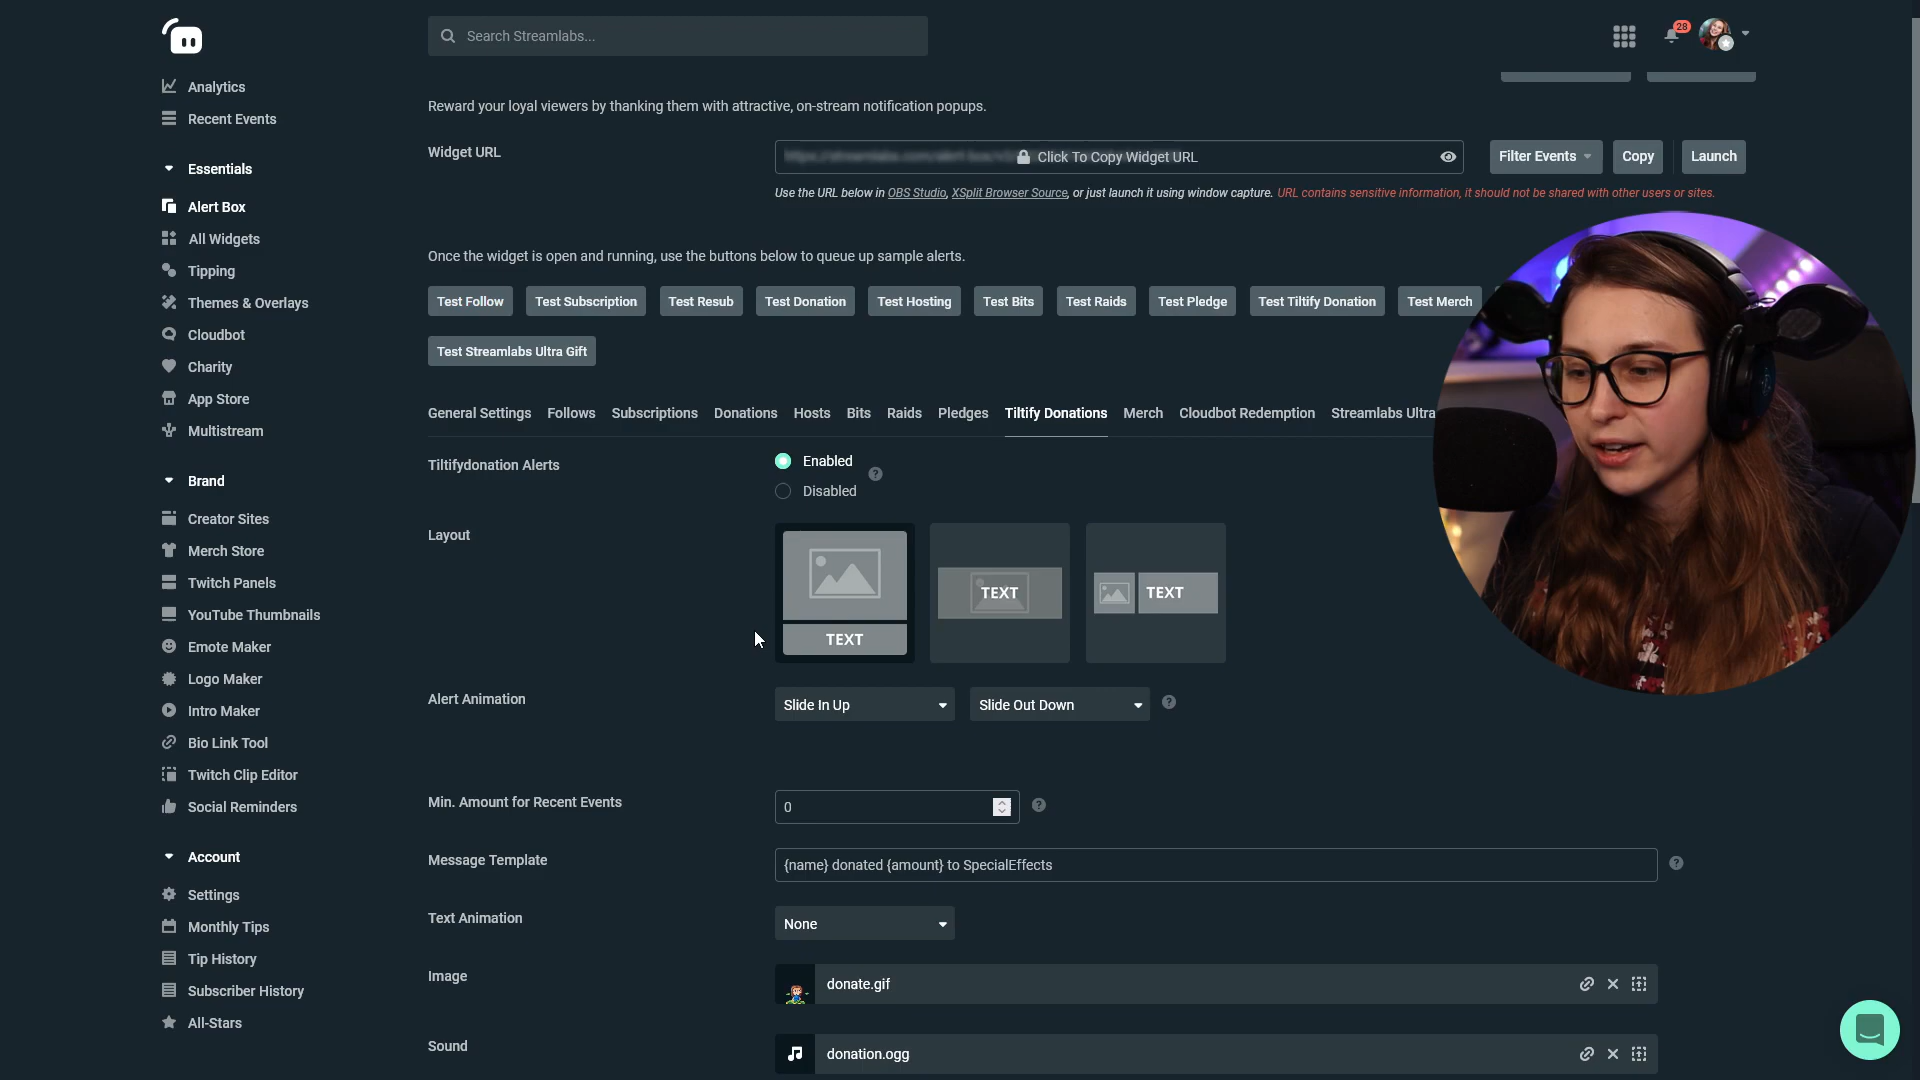 Search Streamlabs...
28
Analytics
Recent Events
Essentials
Alert Box
All Widgets
Tipping
Themes & Overlays
Cloudbot
Charity
App Store
Multistream
Brand
Creator Sites
Merch Store
Twitch Panels
YouTube Thumbnails
Emote Maker
Logo Maker
Intro Maker
Bio Link Tool
Twitch Clip Editor
Social Reminders
Account
Settings
Monthly Tips
Tip History
Subscriber History
All-Stars
Reward your loyal viewers by thanking them with attractive, on-stream notification popups.
Widget URL
Click To Copy Widget URL
Filter Events
Copy
Launch
Use the URL below in OBS Studio, XSplit Browser Source, or just launch it using window capture. URL contains sensitive information, it should not be shared with other users or sites.
Once the widget is open and running, use the buttons below to queue up sample alerts.
Test Follow
Test Subscription
Test Resub
Test Donation
Test Hosting
Test Bits
Test Raids
Test Pledge
Test Tiltify Donation
Test Merch
Test Streamlabs Ultra Gift
General Settings
Follows
Subscriptions
Donations
Hosts
Bits
Raids
Pledges
Tiltify Donations
Merch
Cloudbot Redemption
Streamlabs Ultra
Tiltifydonation Alerts
Enabled
?
Disabled
Layout
TEXT
TEXT
TEXT
Alert Animation
Slide In Up
Slide Out Down
?
Min. Amount for Recent Events
0
?
Message Template
{name} donated {amount} to SpecialEffects
?
Text Animation
None
Image
donate.gif
Sound
donation.ogg